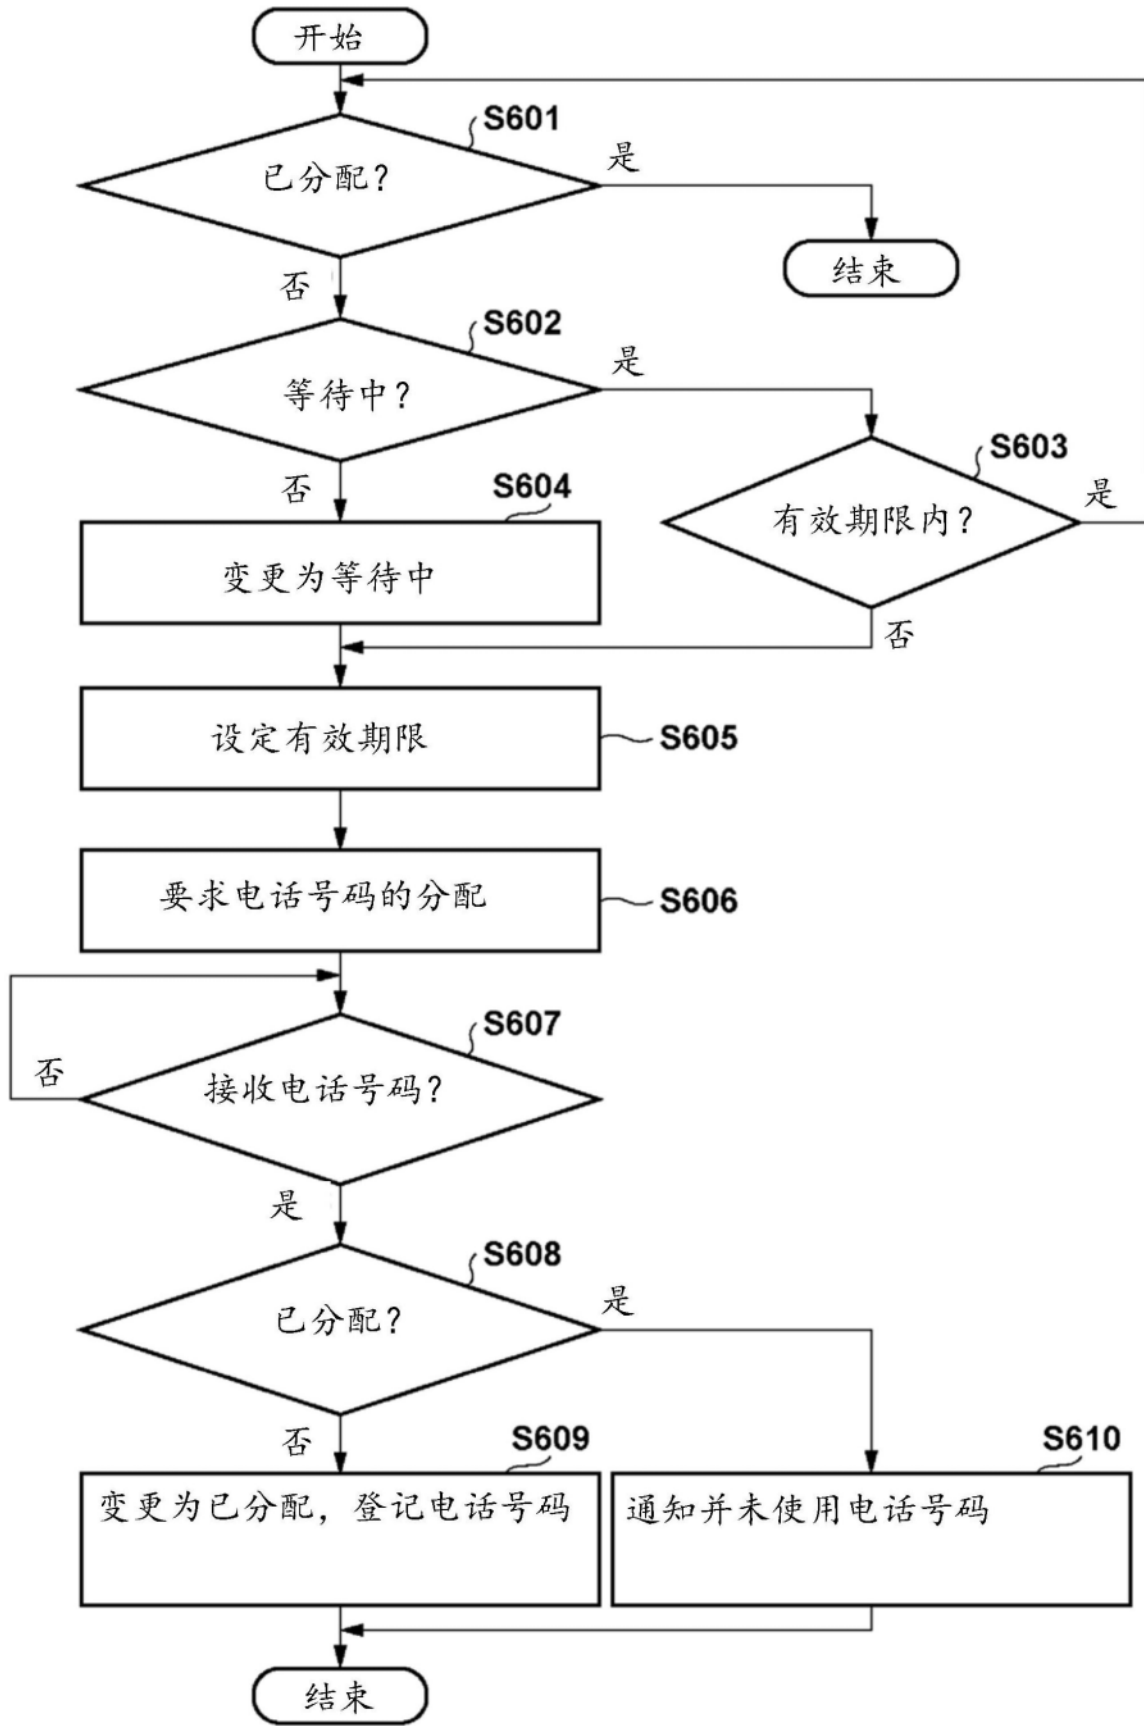 开始
S601
已分配？
是
结束
否
S602
等待中？
是
S603
有效期限内？
是
否
S604
变更为等待中
否
设定有效期限
S605
要求电话号码的分配
S606
S607
接收电话号码？
否
是
S608
已分配？
是
否
S609
变更为已分配，登记电话号码
S610
通知并未使用电话号码
结束